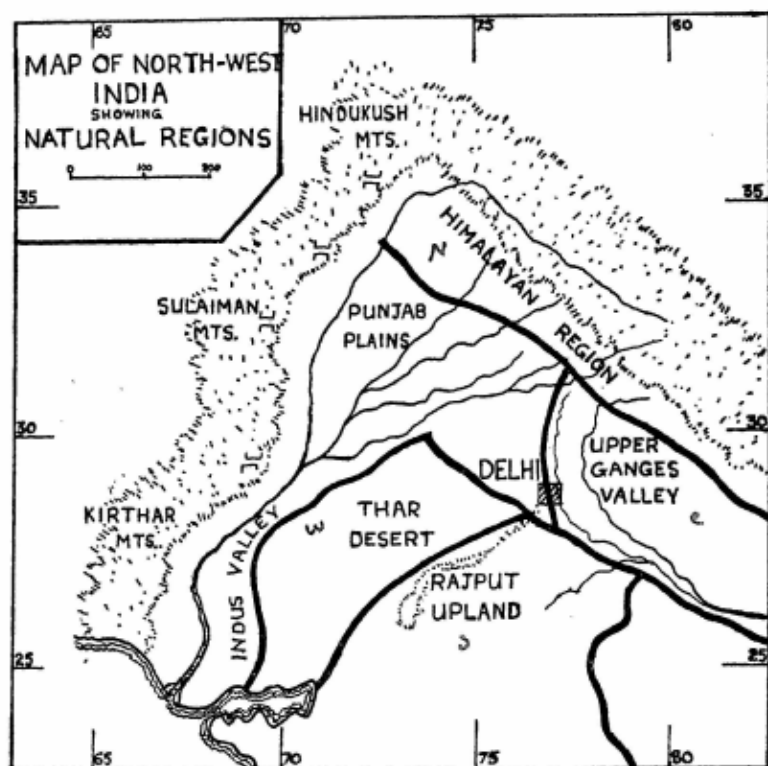 65
70
75
80
MAP OF NORTH-WEST
INDIA
SHOWING
NATURAL REGIONS
0 100 200
HINDUKUSH
MTS.
35
35
HIMALAYAN
REGION
N
SULAIMAN
MTS.
PUNJAB
PLAINS
30
30
DELHI
UPPER
GANGES
VALLEY
e
KIRTHAR
MTS.
INDUS VALLEY
w
THAR
DESERT
RAJPUT
UPLAND
s
25
25
65
70
75
80